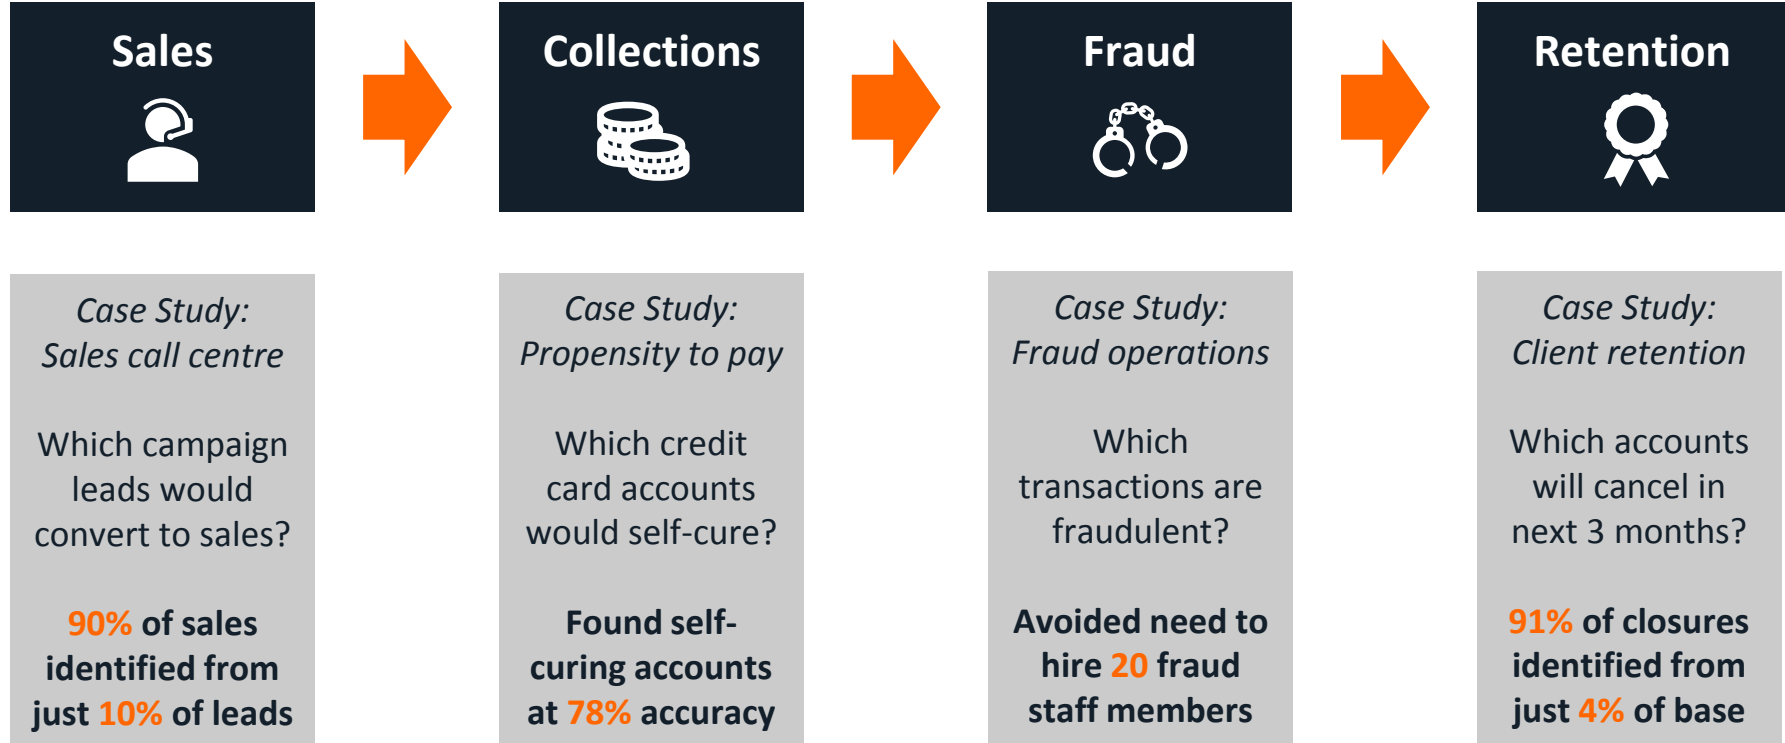 Sales
Collections
Fraud
Retention
Case Study:
Sales call centre
Which campaign
leads would
convert to sales?
90% of sales
identified from
just 10% of leads
Case Study:
Propensity to pay
Which credit
card accounts
would self-cure?
Found self-
curing accounts
at 78% accuracy
Case Study:
Fraud operations
Which
transactions are
fraudulent?
Avoided need to
hire 20 fraud
staff members
Case Study:
Client retention
Which accounts
will cancel in
next 3 months?
91% of closures
identified from
just 4% of base